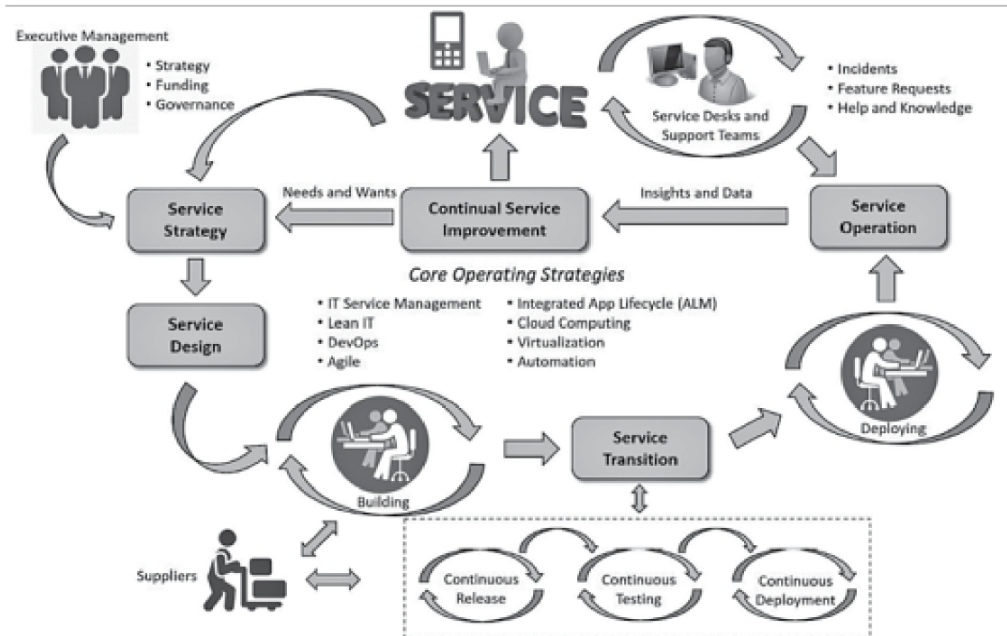 Executive Management
• Strategy
• Funding
• Governance
SERVICE
Service Desks and
Support Teams
• Incidents
• Feature Requests
• Help and Knowledge
Service
Strategy
Needs and Wants
Continual Service
Improvement
Insights and Data
Service
Operation
Core Operating Strategies
• IT Service Management
• Lean IT
• DevOps
• Agile
• Integrated App Lifecycle (ALM)
• Cloud Computing
• Virtualization
• Automation
Service
Design
Building
Service
Transition
Deploying
Suppliers
Continuous
Release
Continuous
Testing
Continuous
Deployment